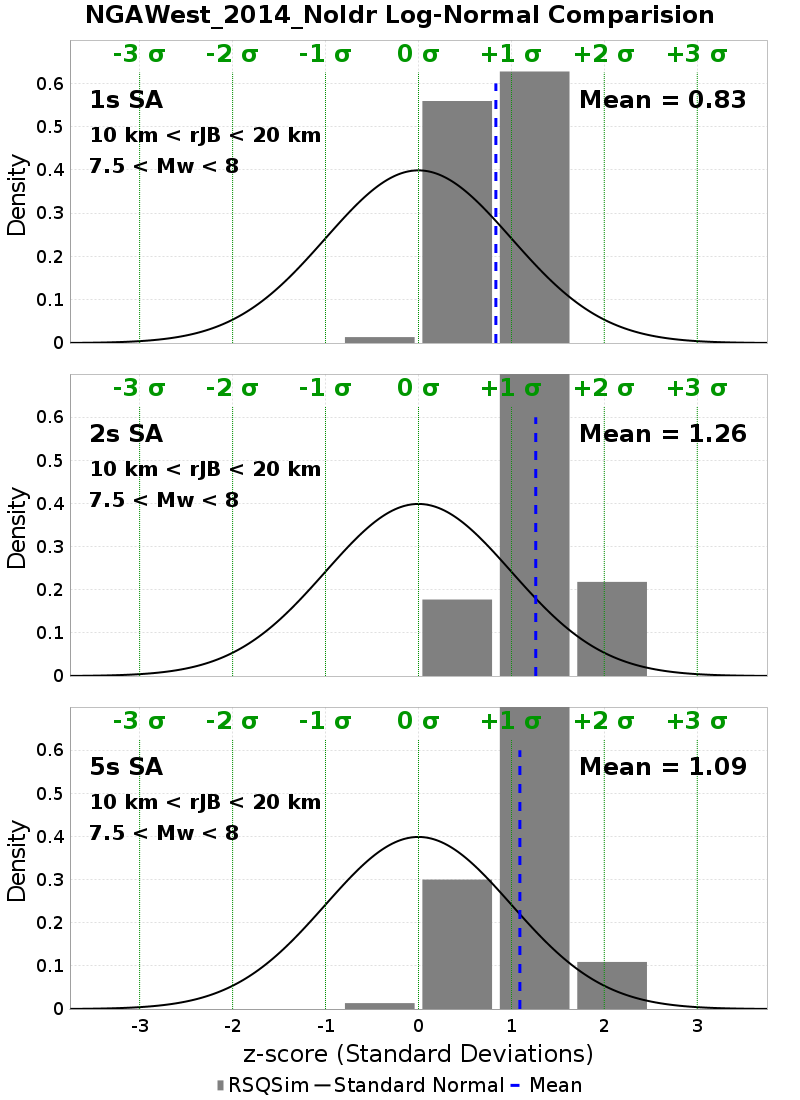 NGAWest_2014_NoIdr Log-Normal Comparision
-3 σ -2 σ -1 σ 0 σ +1 σ +2 σ +3 σ
1s SA
Mean = 0.83
10 km < rJB < 20 km
7.5 < Mw < 8
Density
0.6
0.5
0.4
0.3
0.2
0.1
0
-3 σ -2 σ -1 σ 0 σ +1 σ +2 σ +3 σ
2s SA
Mean = 1.26
10 km < rJB < 20 km
7.5 < Mw < 8
Density
0.6
0.5
0.4
0.3
0.2
0.1
0
-3 σ -2 σ -1 σ 0 σ +1 σ +2 σ +3 σ
5s SA
Mean = 1.09
10 km < rJB < 20 km
7.5 < Mw < 8
Density
0.6
0.5
0.4
0.3
0.2
0.1
0
-3 -2 -1 0 1 2 3
z-score (Standard Deviations)
RSQSim Standard Normal Mean